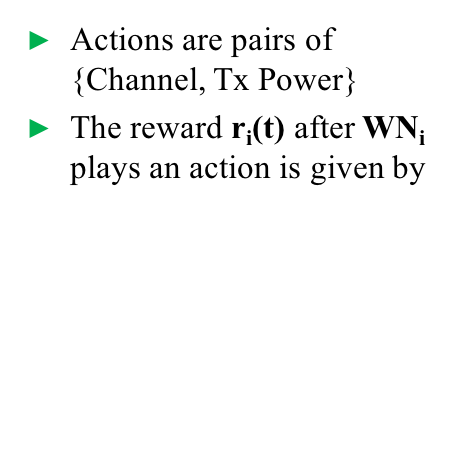 ► Actions are pairs of
{Channel, Tx Power}
► The reward rᵢ(t) after WNᵢ
plays an action is given by